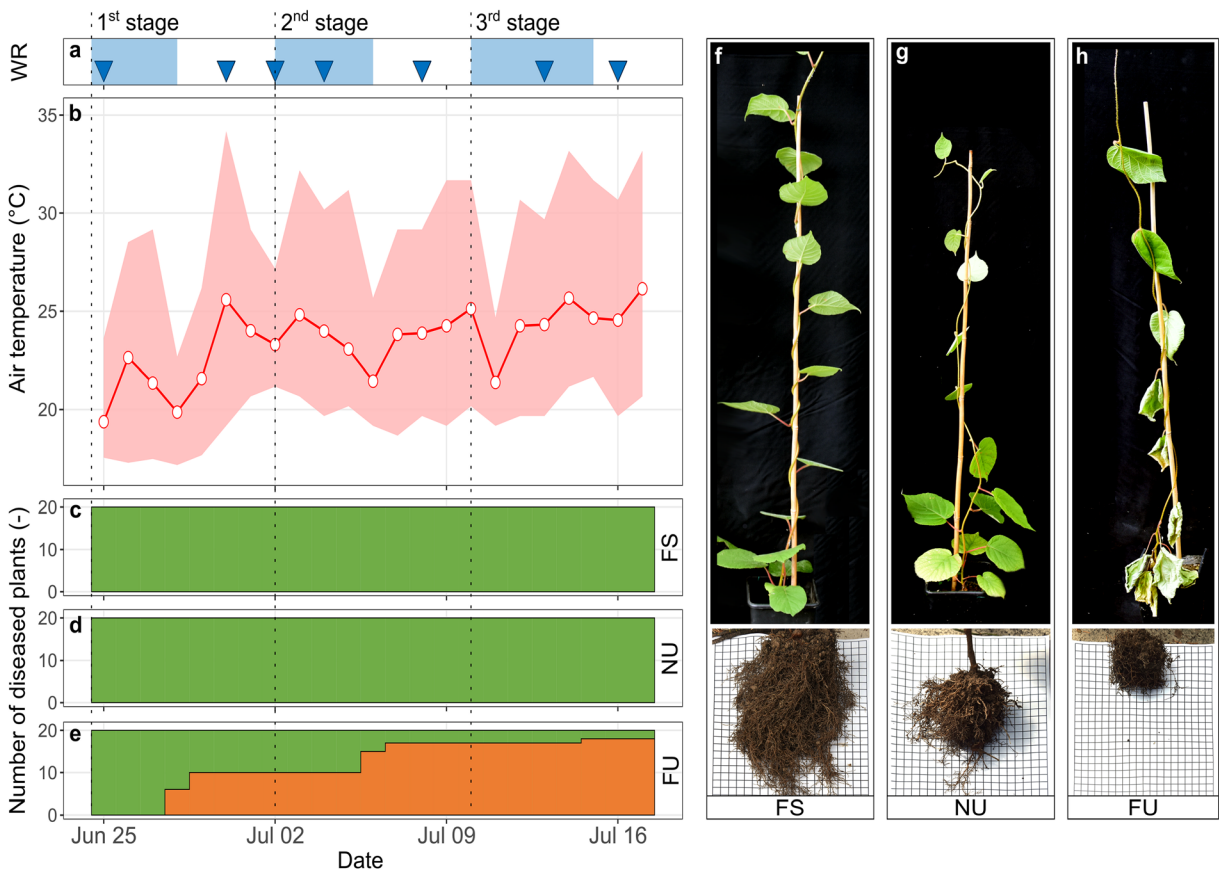 1st stage 2nd stage 3rd stage
WR
a
b
Air temperature (°C)
35
30
25
20
Number of diseased plants (-)
c
20
10
0
FS
d
20
10
0
NU
e
20
10
0
FU
Jun 25 Jul 02 Jul 09 Jul 16
Date
f
g
h
FS
NU
FU